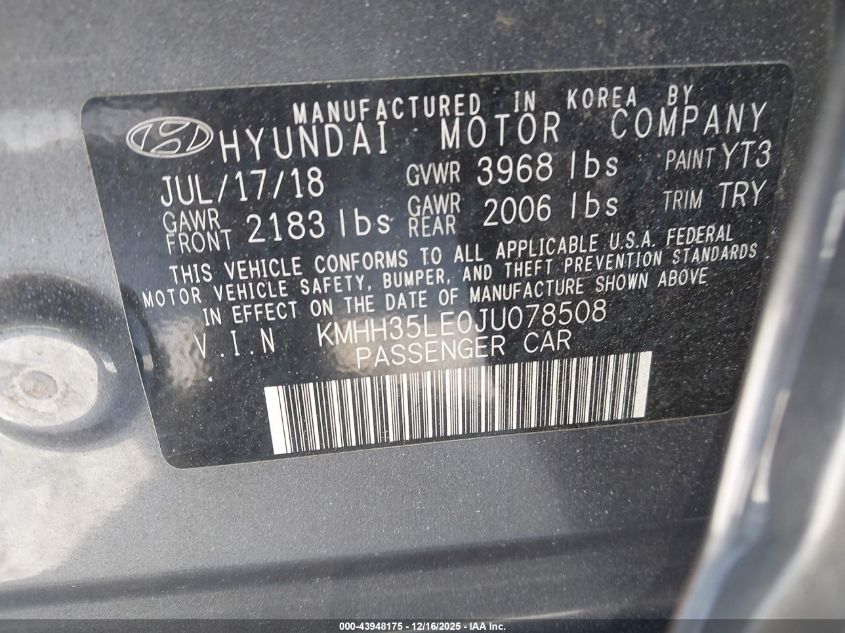 MANUFACTURED IN KOREA BY
HYUNDAI MOTOR COMPANY
JUL/17/18 GVWR 3968 lbs PAINT YT3
GAWR FRONT 2183 lbs GAWR REAR 2006 lbs TRIM TRY
THIS VEHICLE CONFORMS TO ALL APPLICABLE U.S.A. FEDERAL
MOTOR VEHICLE SAFETY, BUMPER, AND THEFT PREVENTION STANDARDS
IN EFFECT ON THE DATE OF MANUFACTURE SHOWN ABOVE
V.I.N KMHH35LE0JU078508
PASSENGER CAR
000-43948175 - 12/16/2025 - IAA Inc.